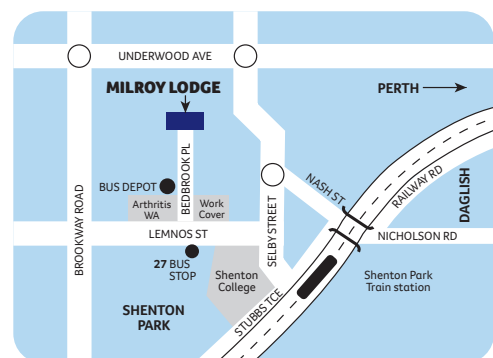 UNDERWOOD AVE
MILROY LODGE
PERTH
BEDBROOK PL
BUS DEPOT
Arthritis
WA
Work
Cover
NASH ST
RAILWAY RD
DAGLISH
BROOKWAY ROAD
SELBY STREET
LEMNOS ST
NICHOLSON RD
27 BUS
STOP
Shenton
College
Shenton Park
Train station
SHENTON
PARK
STUBBS TCE